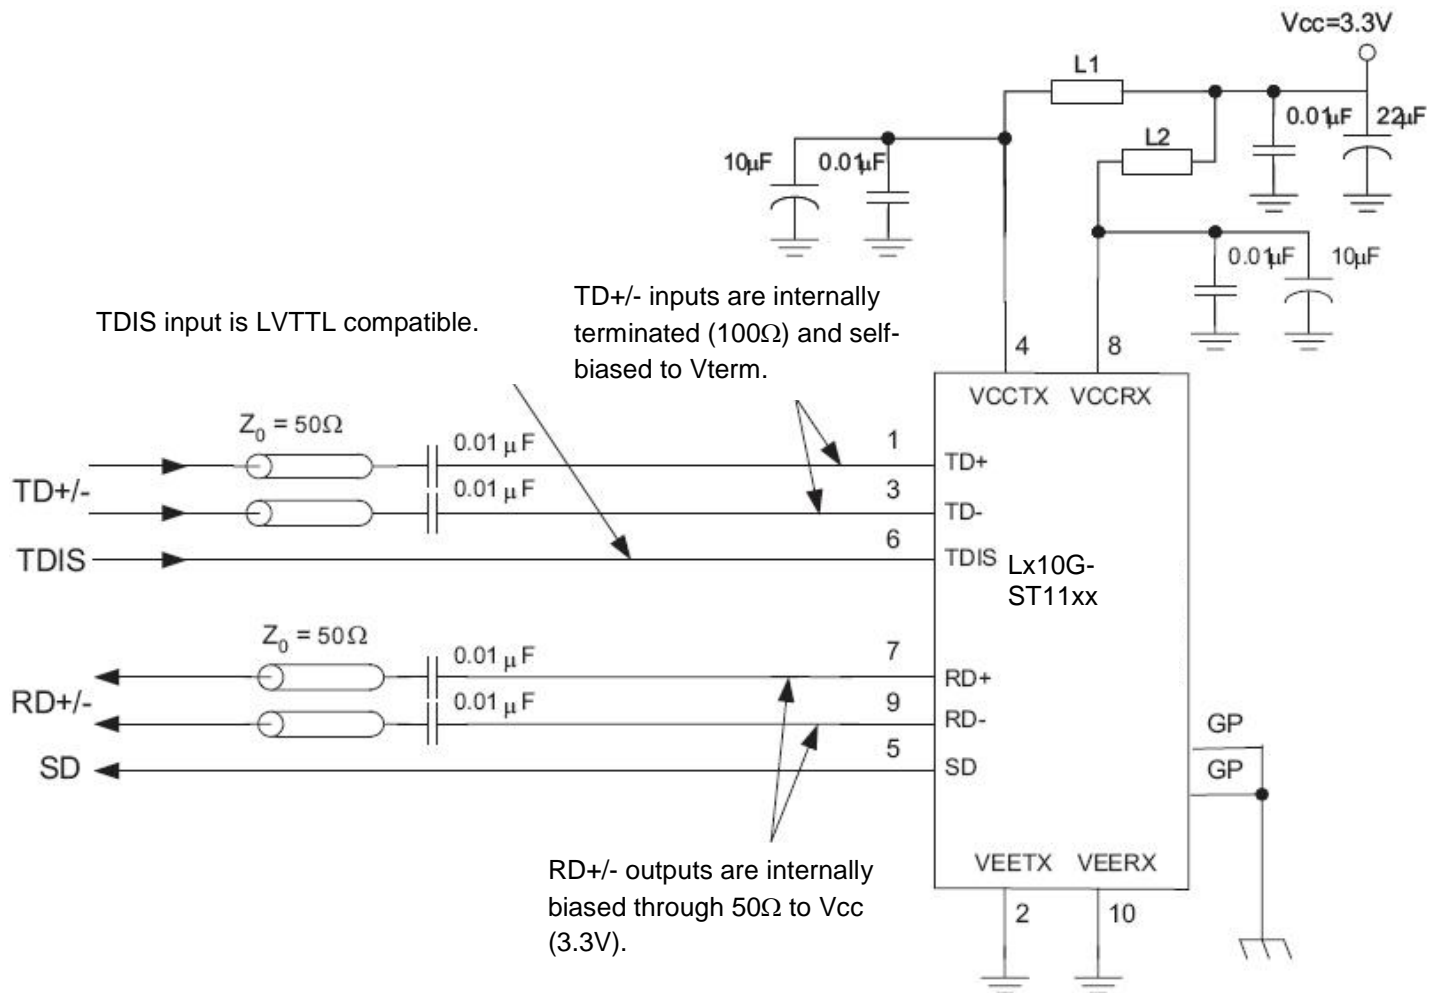 Vcc=3.3V
L1
0.01μF 22μF
L2
10μF 0.01μF
0.01μF 10μF
TDIS input is LVTTL compatible.
TD+/- inputs are internally
terminated (100Ω) and self-
biased to Vterm.
4 8
VCCTX VCCRX
Z0 = 50Ω
0.01 μF
1
TD+
TD+/-
0.01 μF
3
TD-
TDIS
6
TDIS
Lx10G-
ST11xx
Z0 = 50Ω
0.01 μF
7
RD+
RD+/-
0.01 μF
9
RD-
SD
5
SD
GP
GP
RD+/- outputs are internally
biased through 50Ω to Vcc
(3.3V).
VEETX VEERX
2 10